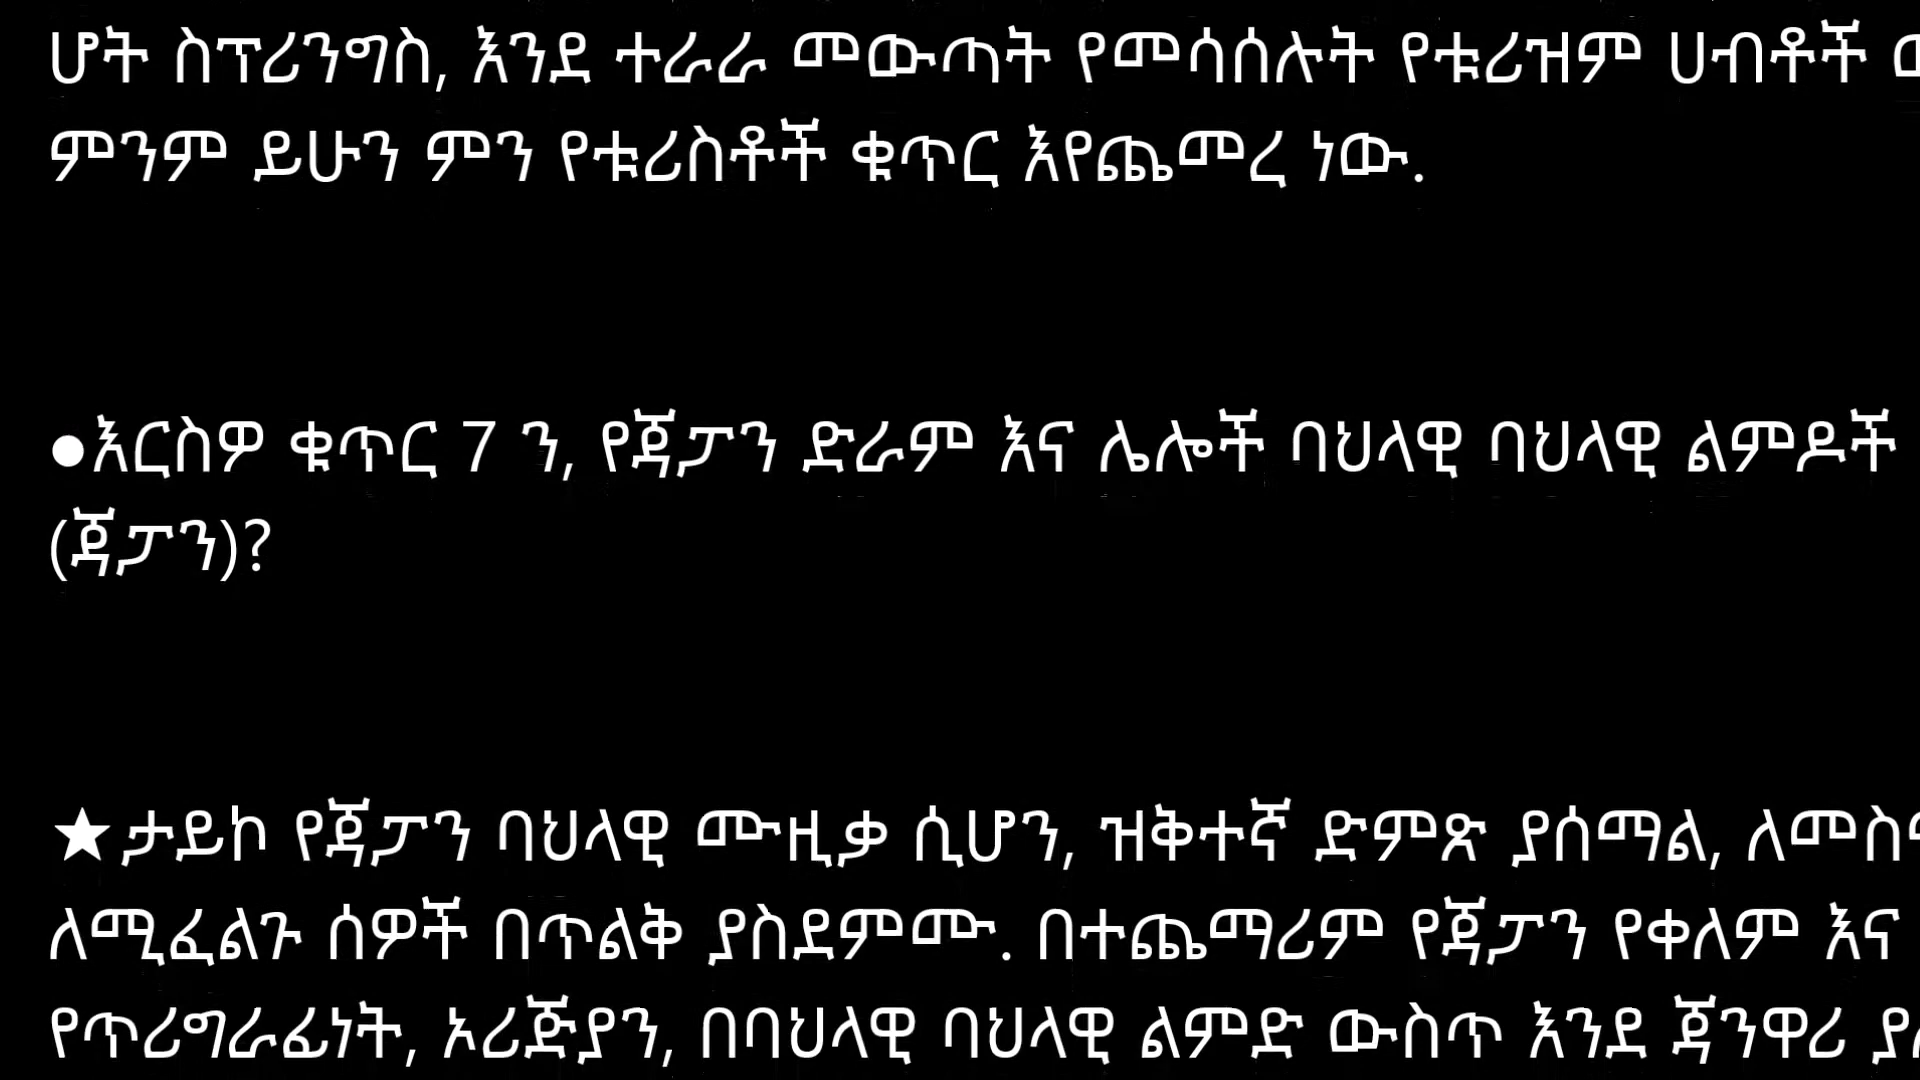 ሆት ስፕሪንግስ, እንደ ተራራ መውጣት የመሳሰሉት የቱሪዝም ሀብቶች
ምንም ይሁን ምን የቱሪስቶች ቁጥር እየጨመረ ነው.
●እርስዎ ቁጥር 7 ን, የጃፓን ድራም እና ሌሎች ባህላዊ ባህላዊ ልምዶች
(ጃፓን)?
★ታይኮ የጃፓን ባህላዊ ሙዚቃ ሲሆን, ዝቅተኛ ድምጽ ያሰማል,
ለሚፈልጉ ሰዎች በጥልቅ ያስደምሙ. በተጨማሪም የጃፓን የቀለም እና
የጥሪግራፊነት, ኦሪጅያን, በባህላዊ ባህላዊ ልምድ ውስጥ እንደ ጃንዋሪ